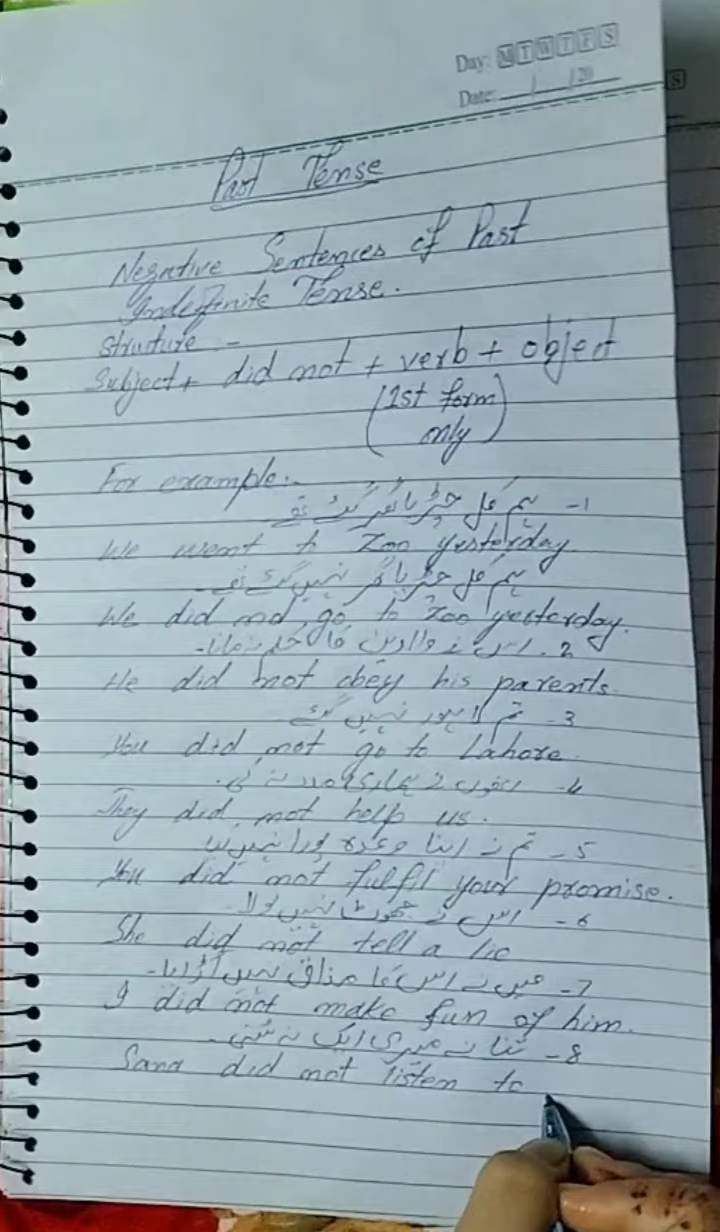 Day: M T W T F S S
Date: / /20
Past Tense
Negative Sentences of Past
Indefinite Tense.
Structure :-
Subject + did not + verb + object
(1st form
only)
For example:-
1- ہم کل چڑیا گھر گئے تھے
We went to Zoo yesterday
ہم کل چڑیا گھر نہیں گئے تھے۔
We did not go to Zoo yesterday.
2. اس نے والدین کا کہنا نہ مانا۔
He did not obey his parents.
3- تم لاہور نہیں گئے
You did not go to Lahore.
4- انہوں نے ہماری مدد نہ کی۔
They did not help us.
5- تم نے اپنا وعدہ پورا نہیں کیا
You did not fulfil your promise.
6- اس نے جھوٹ نہیں بولا۔
She did not tell a lie
7- میں نے اس کا مذاق نہیں اڑایا۔
I did not make fun of him.
8- ثنا نے میری ایک نہ سنی۔
Sana did not listen to